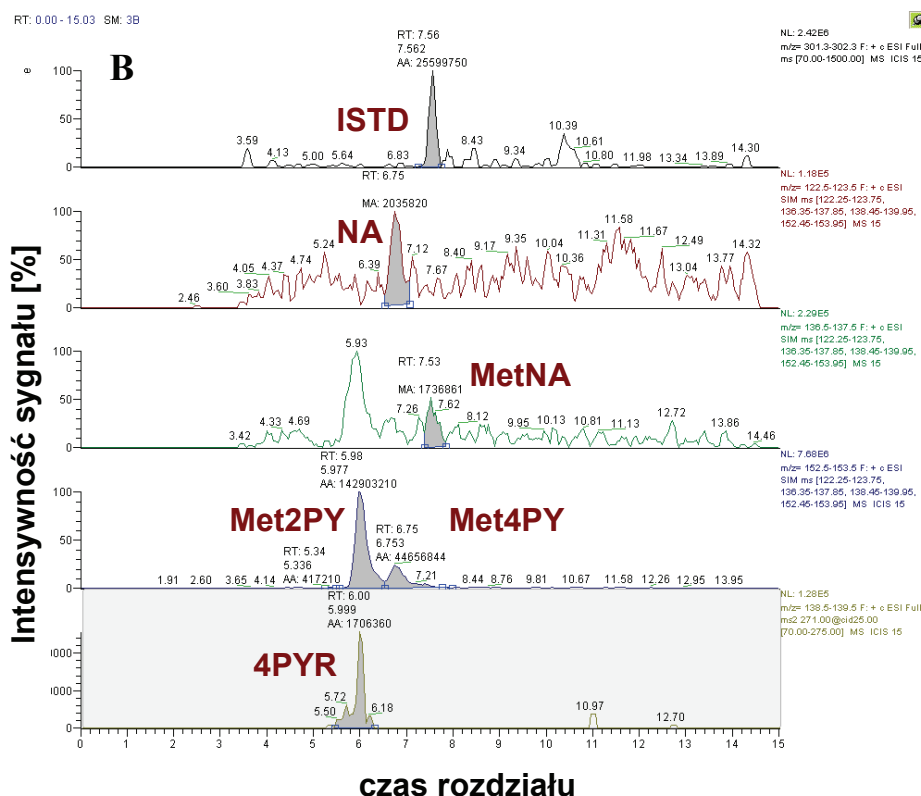 RT: 0.00 - 15.03 SM: 3B
B
Intensywność sygnału [%]
RT: 7.56
7.562
AA: 25599750
NL: 2.42E6
m/z= 301.3-302.3 F: + c ESI Full
ms [70.00-1500.00] MS ICIS 15
e
100
50
0
ISTD
3.59
4.13
5.00
5.64
6.83
8.43
9.34
10.39
10.61
10.80
11.98
13.34
13.89
14.30
RT: 6.75
MA: 2035820
NL: 1.18E5
m/z= 122.5-123.5 F: + c ESI
SIM ms [122.25-123.75,
136.35-137.85, 138.45-139.95,
152.45-153.95] MS 15
100
50
0
NA
2.46
3.60
3.83
4.05
4.37
4.74
5.24
6.39
7.12
7.67
8.40
9.17
9.35
10.04
10.36
11.31
11.58
11.67
12.49
13.04
13.77
14.32
NL: 2.29E5
m/z= 136.5-137.5 F: + c ESI
SIM ms [122.25-123.75,
136.35-137.85, 138.45-139.95,
152.45-153.95] MS 15
100
50
0
5.93
RT: 7.53
MA: 1736861
MetNA
3.42
4.33
4.69
7.26
7.62
8.12
9.95
10.13
10.81
11.13
12.72
13.86
14.46
RT: 5.98
5.977
AA: 142903210
NL: 7.68E6
m/z= 152.5-153.5 F: + c ESI
SIM ms [122.25-123.75,
136.35-137.85, 138.45-139.95,
152.45-153.95] MS ICIS 15
100
50
0
Met2PY
Met4PY
RT: 5.34
5.336
AA: 417210
RT: 6.75
6.753
AA: 44656844
1.91
2.60
3.65
4.14
7.21
8.44
8.76
9.81
10.67
11.58
12.26
12.95
13.95
RT: 6.00
5.999
AA: 1706360
NL: 1.28E5
m/z= 138.5-139.5 F: + c ESI Full
ms2 271.00@cid25.00
[70.00-275.00] MS ICIS 15
0000
0000
0
4PYR
5.50
5.72
6.18
10.97
12.70
0 1 2 3 4 5 6 7 8 9 10 11 12 13 14 15
czas rozdziału